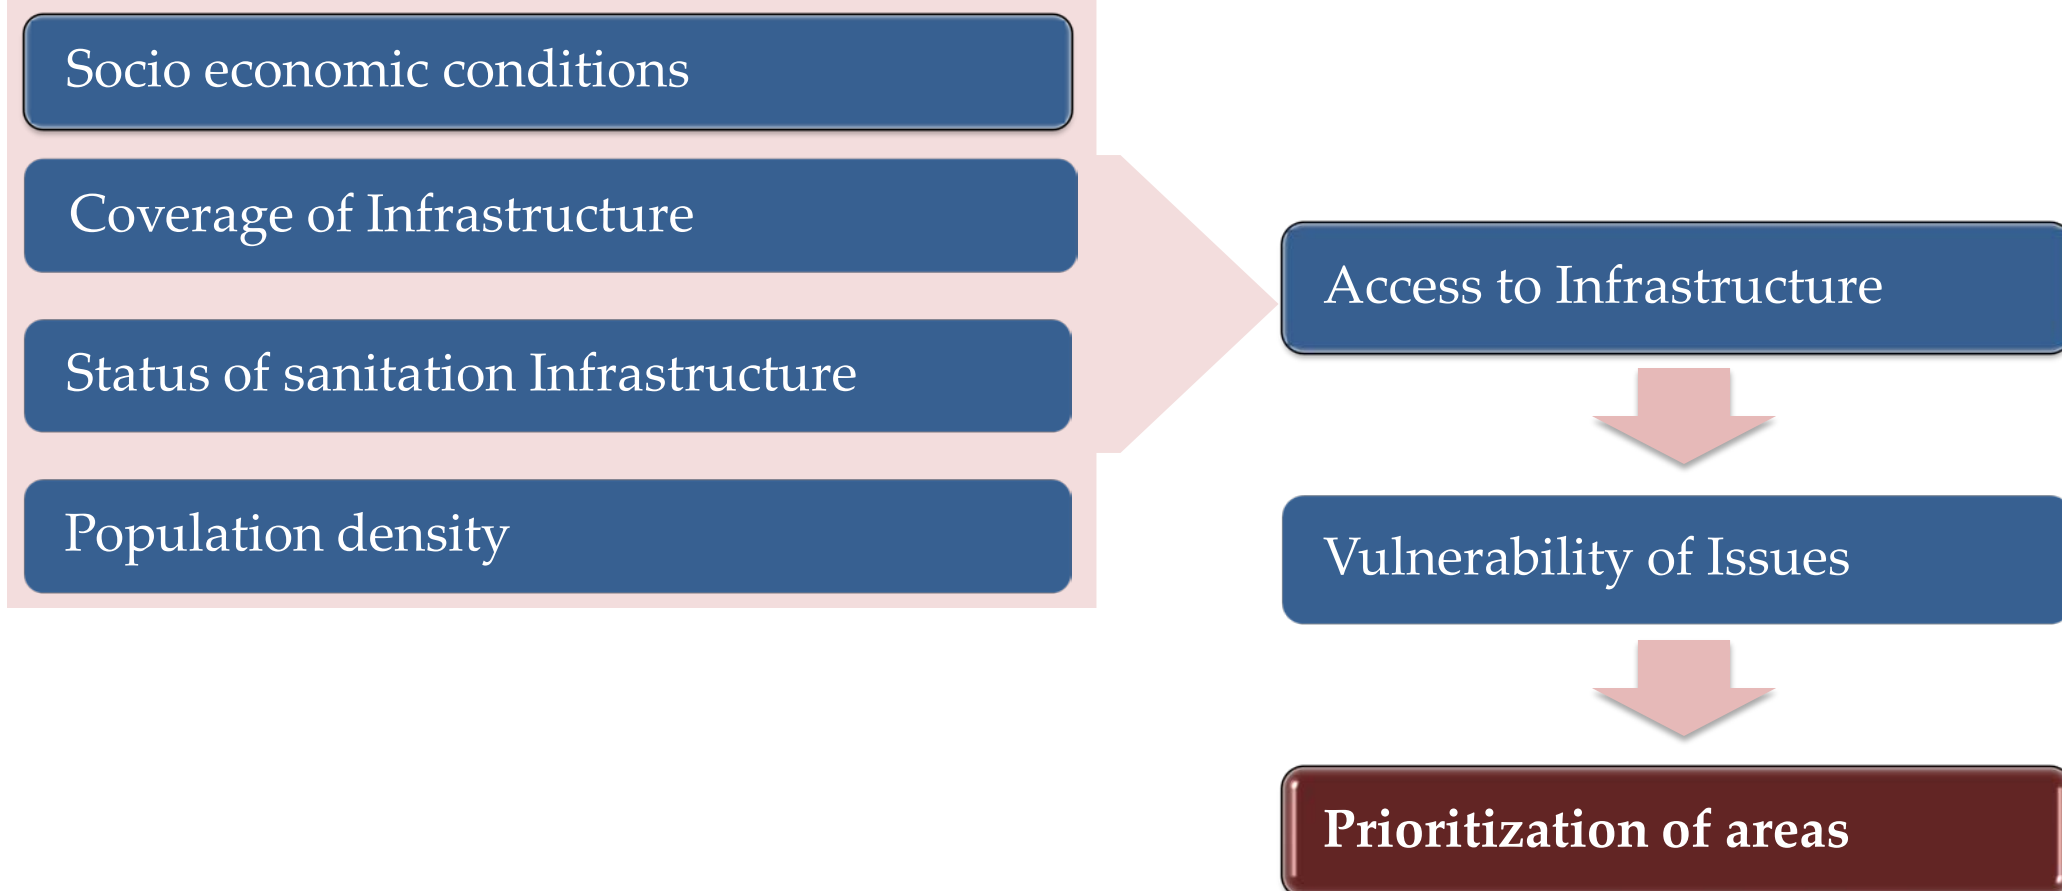 Socio economic conditions
Coverage of Infrastructure
Status of sanitation Infrastructure
Population density
Access to Infrastructure
Vulnerability of Issues
Prioritization of areas